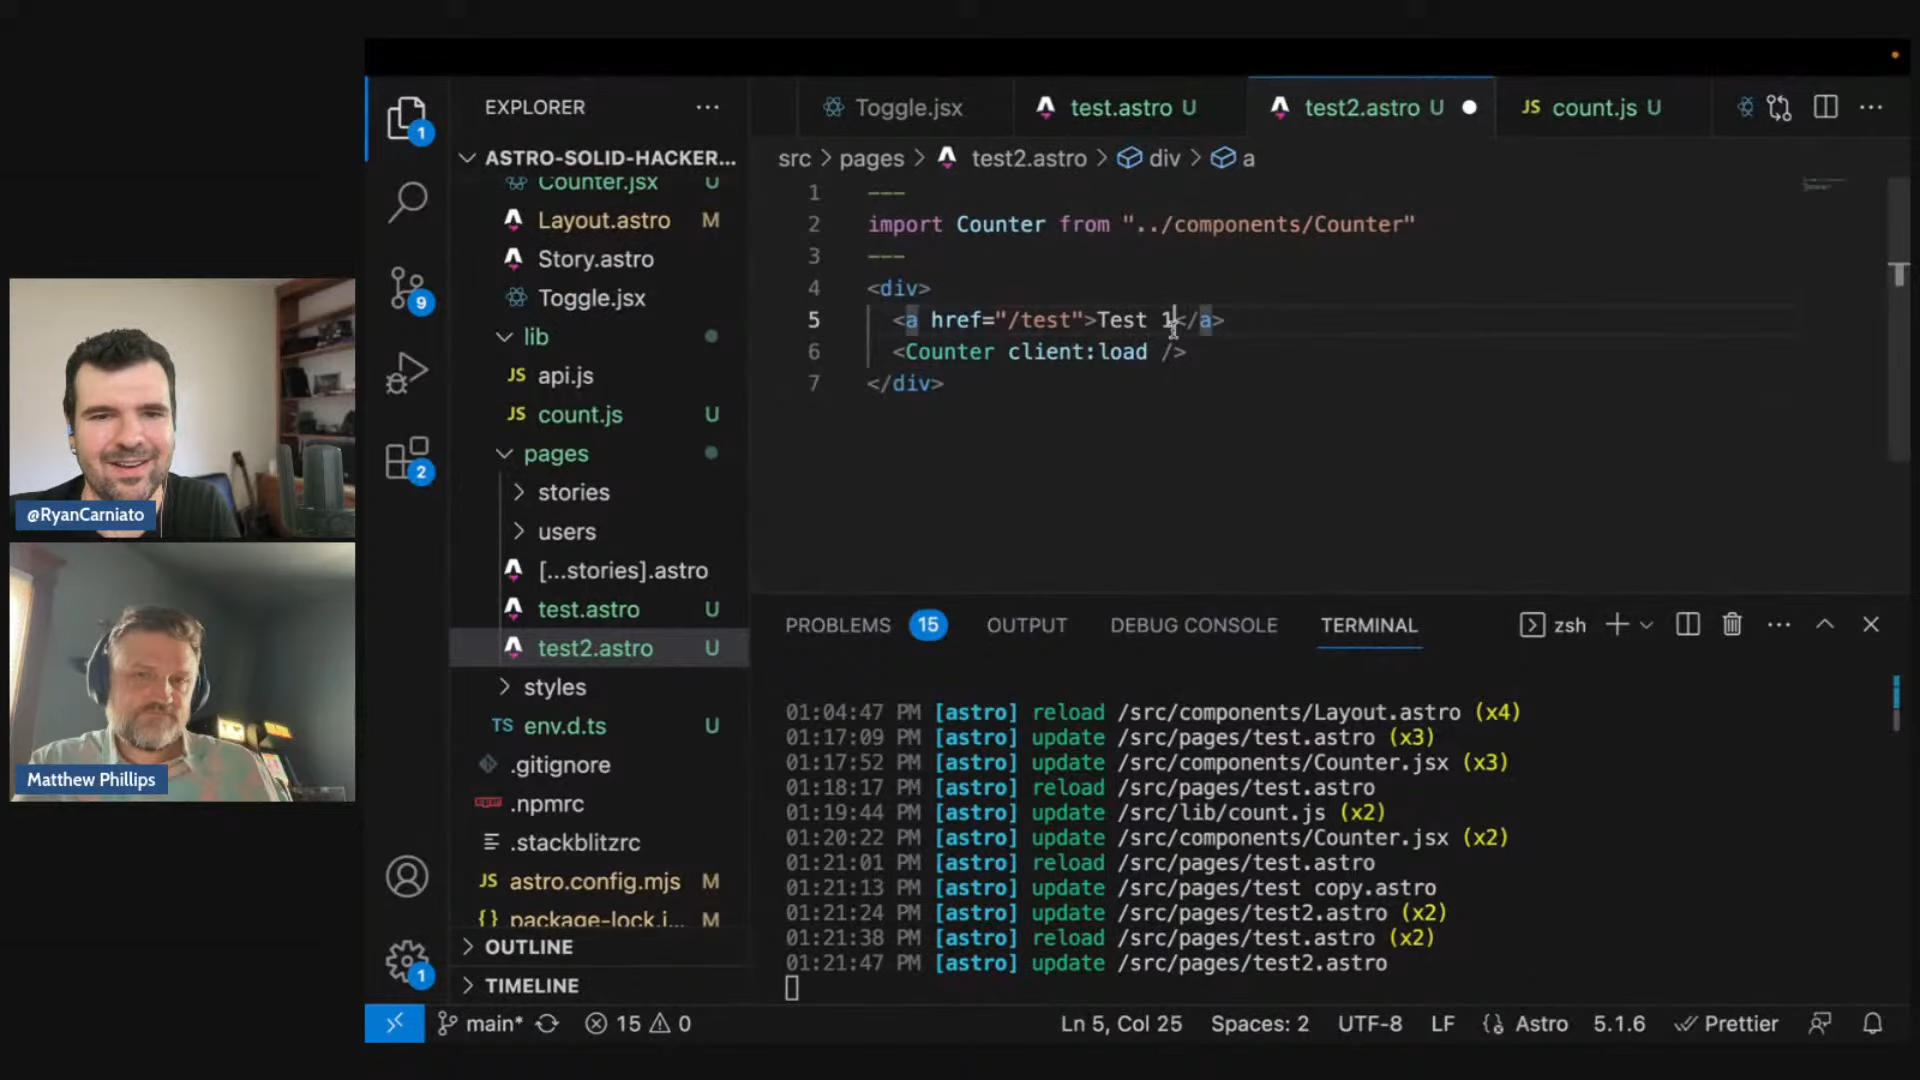 @RyanCarniato
Matthew Phillips
1
9
2
1
EXPLORER
ASTRO-SOLID-HACKER...
Counter.jsx U
Layout.astro M
Story.astro
Toggle.jsx
lib
JS api.js
JS count.js U
pages
stories
users
[...stories].astro
test.astro U
test2.astro U
styles
TS env.d.ts U
.gitignore
.npmrc
.stackblitzrc
JS astro.config.mjs M
{} package-lock.j... M
OUTLINE
TIMELINE
Toggle.jsx
test.astro U
test2.astro U
JS count.js U
src > pages > test2.astro > div > a
1 ---
2 import Counter from "../components/Counter"
3 ---
4 <div>
5 <a href="/test">Test 1</a>
6 <Counter client:load />
7 </div>
PROBLEMS 15 OUTPUT DEBUG CONSOLE TERMINAL zsh
01:04:47 PM [astro] reload /src/components/Layout.astro (x4)
01:17:09 PM [astro] update /src/pages/test.astro (x3)
01:17:52 PM [astro] update /src/components/Counter.jsx (x3)
01:18:17 PM [astro] reload /src/pages/test.astro
01:19:44 PM [astro] update /src/lib/count.js (x2)
01:20:22 PM [astro] update /src/components/Counter.jsx (x2)
01:21:01 PM [astro] reload /src/pages/test.astro
01:21:13 PM [astro] update /src/pages/test copy.astro
01:21:24 PM [astro] update /src/pages/test2.astro (x2)
01:21:38 PM [astro] reload /src/pages/test.astro (x2)
01:21:47 PM [astro] update /src/pages/test2.astro
main* 15 0 Ln 5, Col 25 Spaces: 2 UTF-8 LF Astro 5.1.6 Prettier